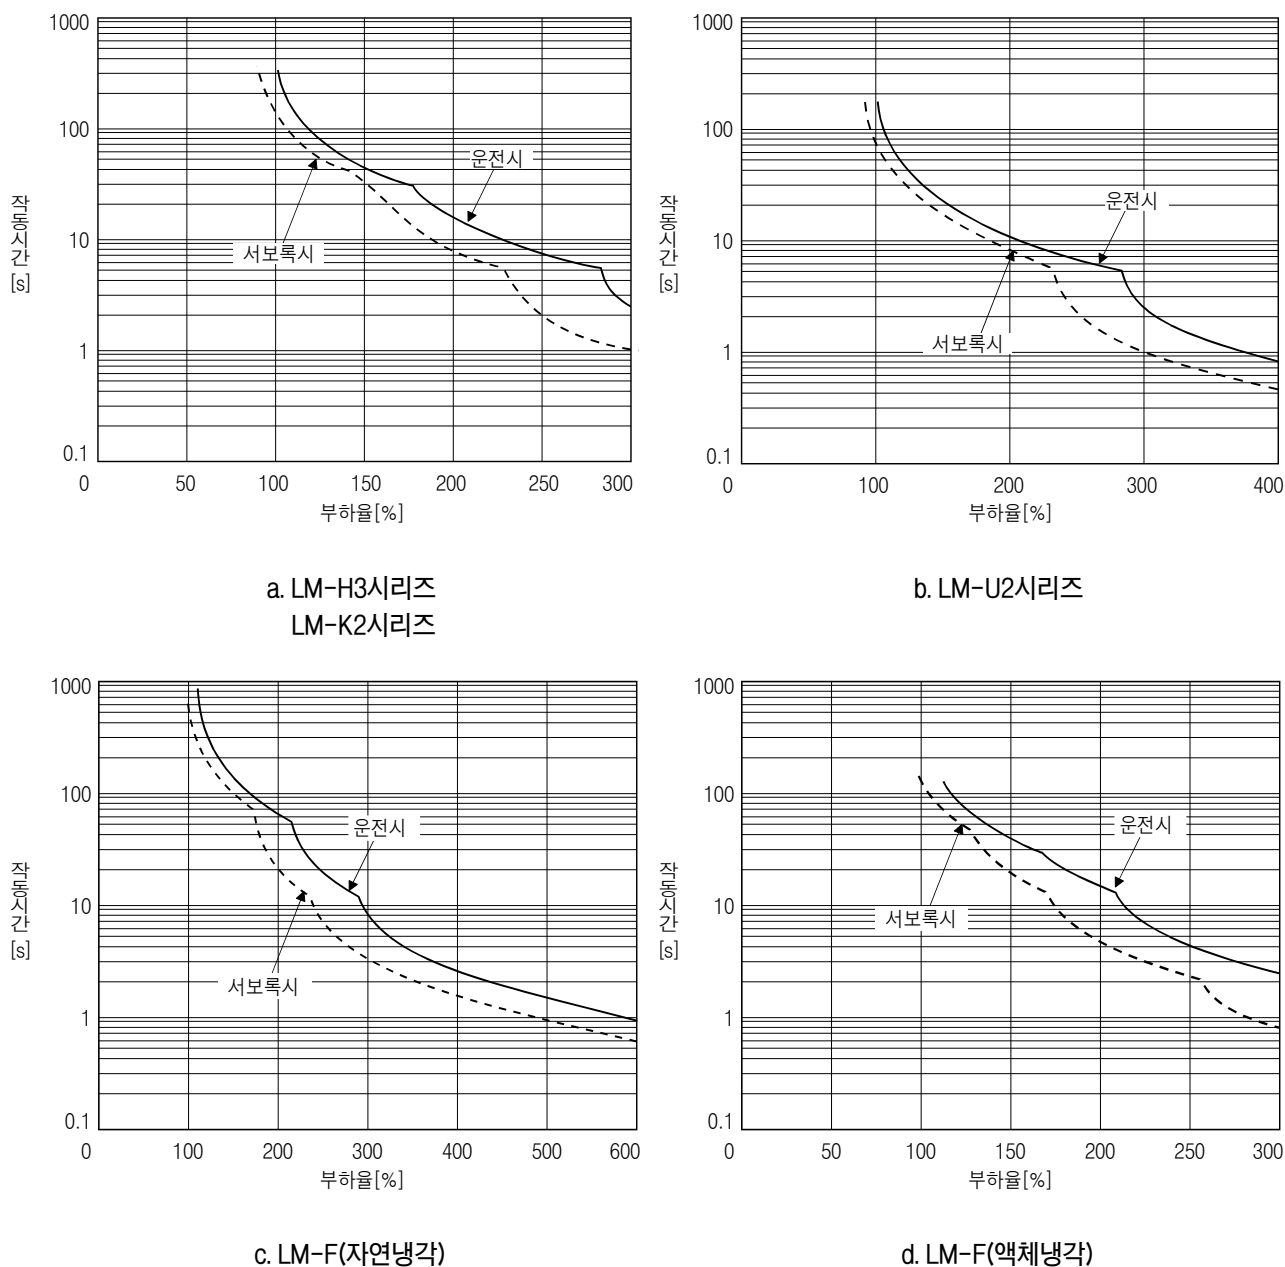 1000
100
10
1
0.1
작동시간
[s]
운전시
서보록시
0 50 100 150 200 250 300
부하율[%]
a. LM-H3시리즈
LM-K2시리즈
1000
100
10
1
0.1
작동시간
[s]
운전시
서보록시
0 100 200 300 400
부하율[%]
b. LM-U2시리즈
1000
100
10
1
0.1
작동시간
[s]
운전시
서보록시
0 100 200 300 400 500 600
부하율[%]
c. LM-F(자연냉각)
1000
100
10
1
0.1
작동시간
[s]
운전시
서보록시
0 50 100 150 200 250 300
부하율[%]
d. LM-F(액체냉각)